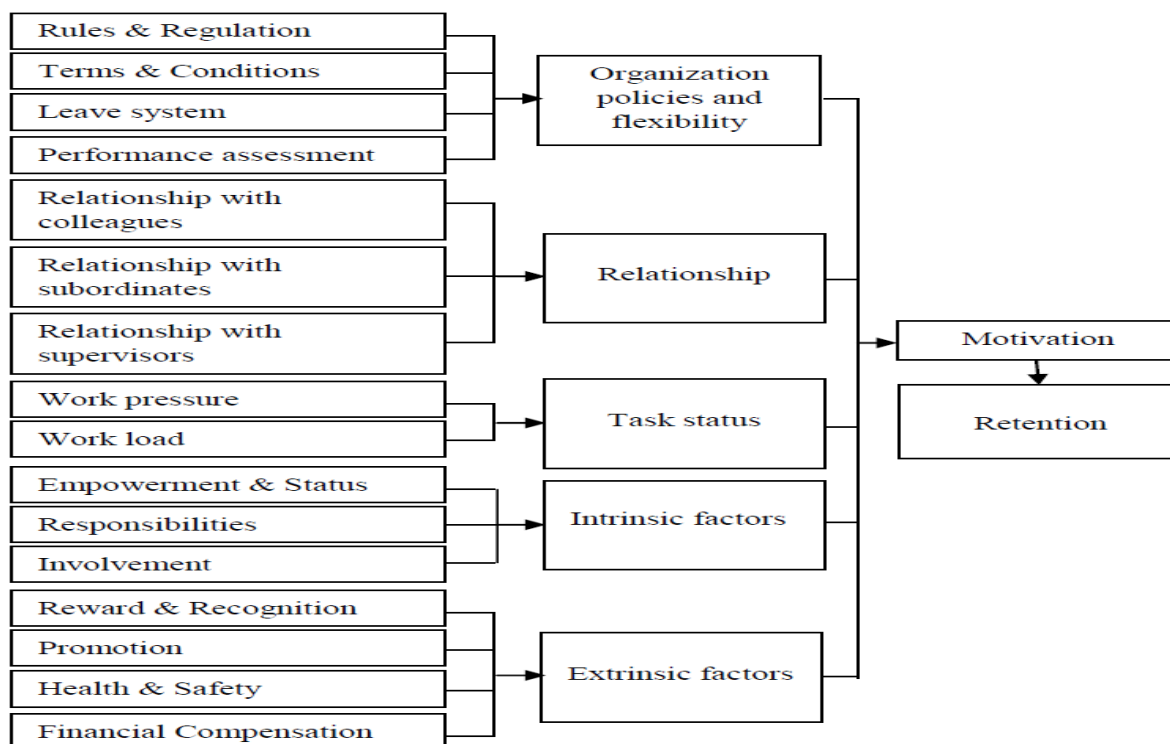 Rules & Regulation
Terms & Conditions
Leave system
Performance assessment
Relationship with
colleagues
Relationship with
subordinates
Relationship with
supervisors
Work pressure
Work load
Empowerment & Status
Responsibilities
Involvement
Reward & Recognition
Promotion
Health & Safety
Financial Compensation
Organization
policies and
flexibility
Relationship
Task status
Intrinsic factors
Extrinsic factors
Motivation
Retention